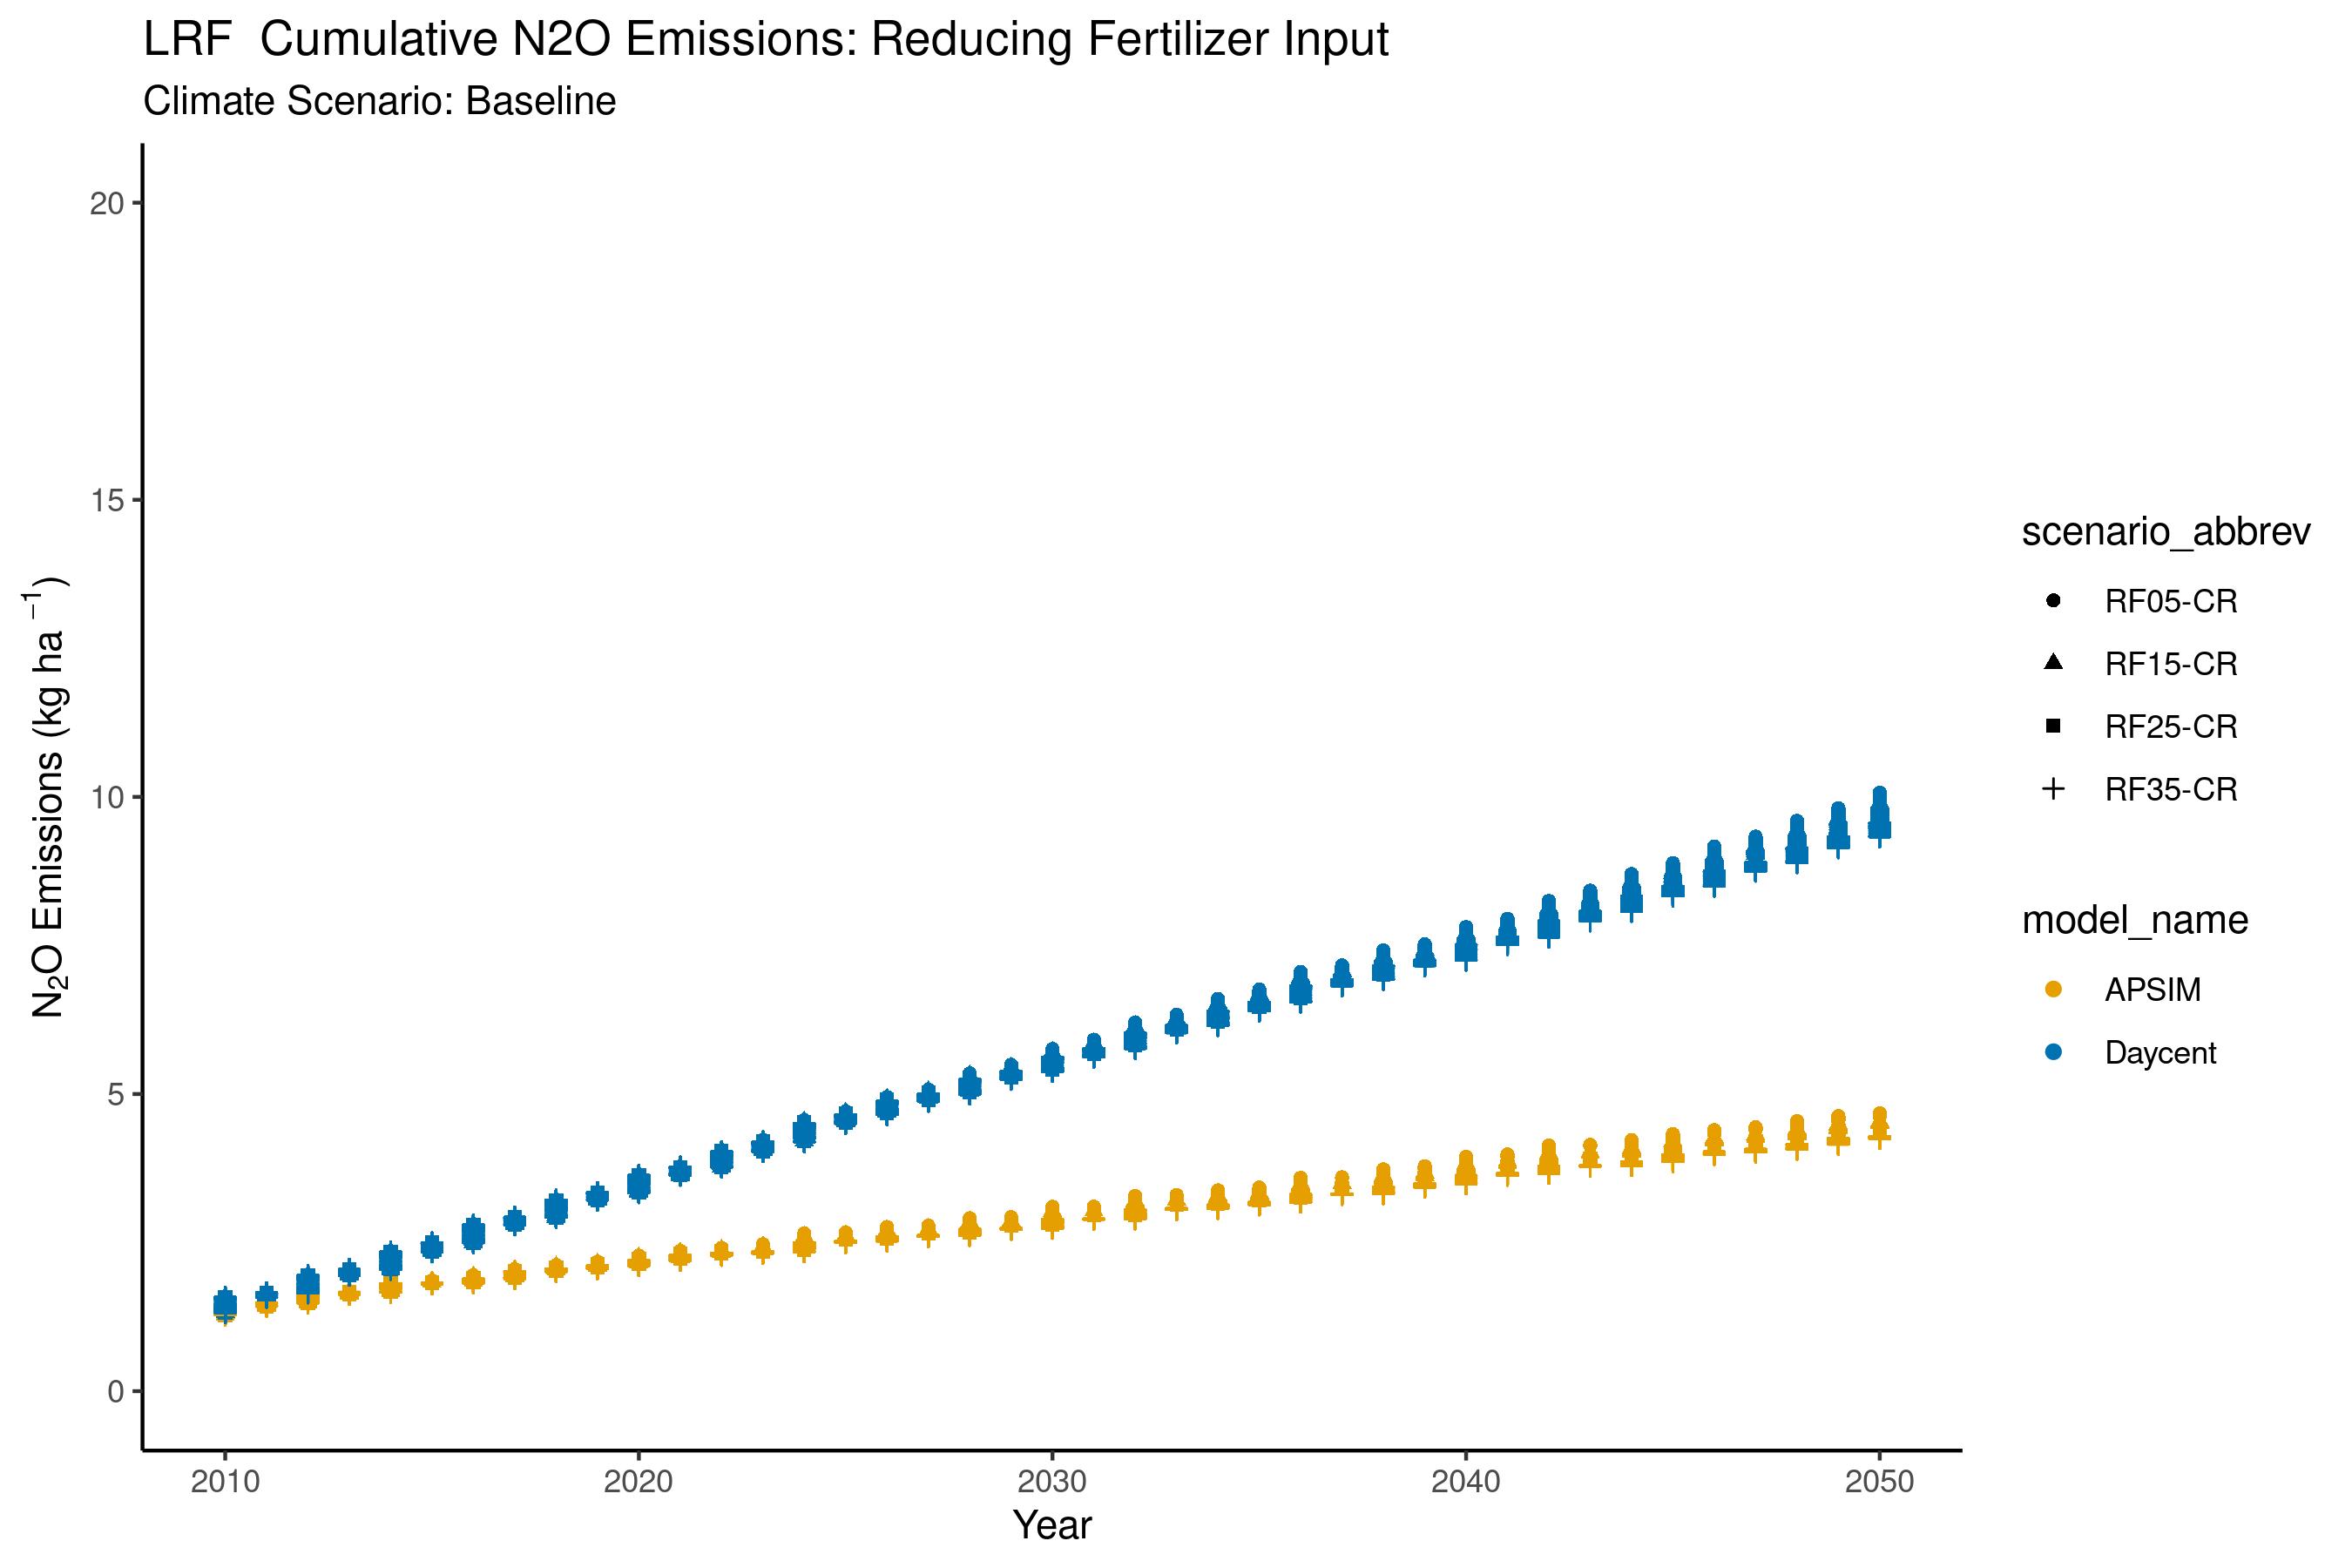 LRF  Cumulative N2O Emissions: Reducing Fertilizer Input
Climate Scenario: Baseline
N₂O Emissions (kg ha⁻¹)
20
15
10
5
0
2010
2020
2030
2040
2050
Year
scenario_abbrev
RF05-CR
RF15-CR
RF25-CR
RF35-CR
model_name
APSIM
Daycent